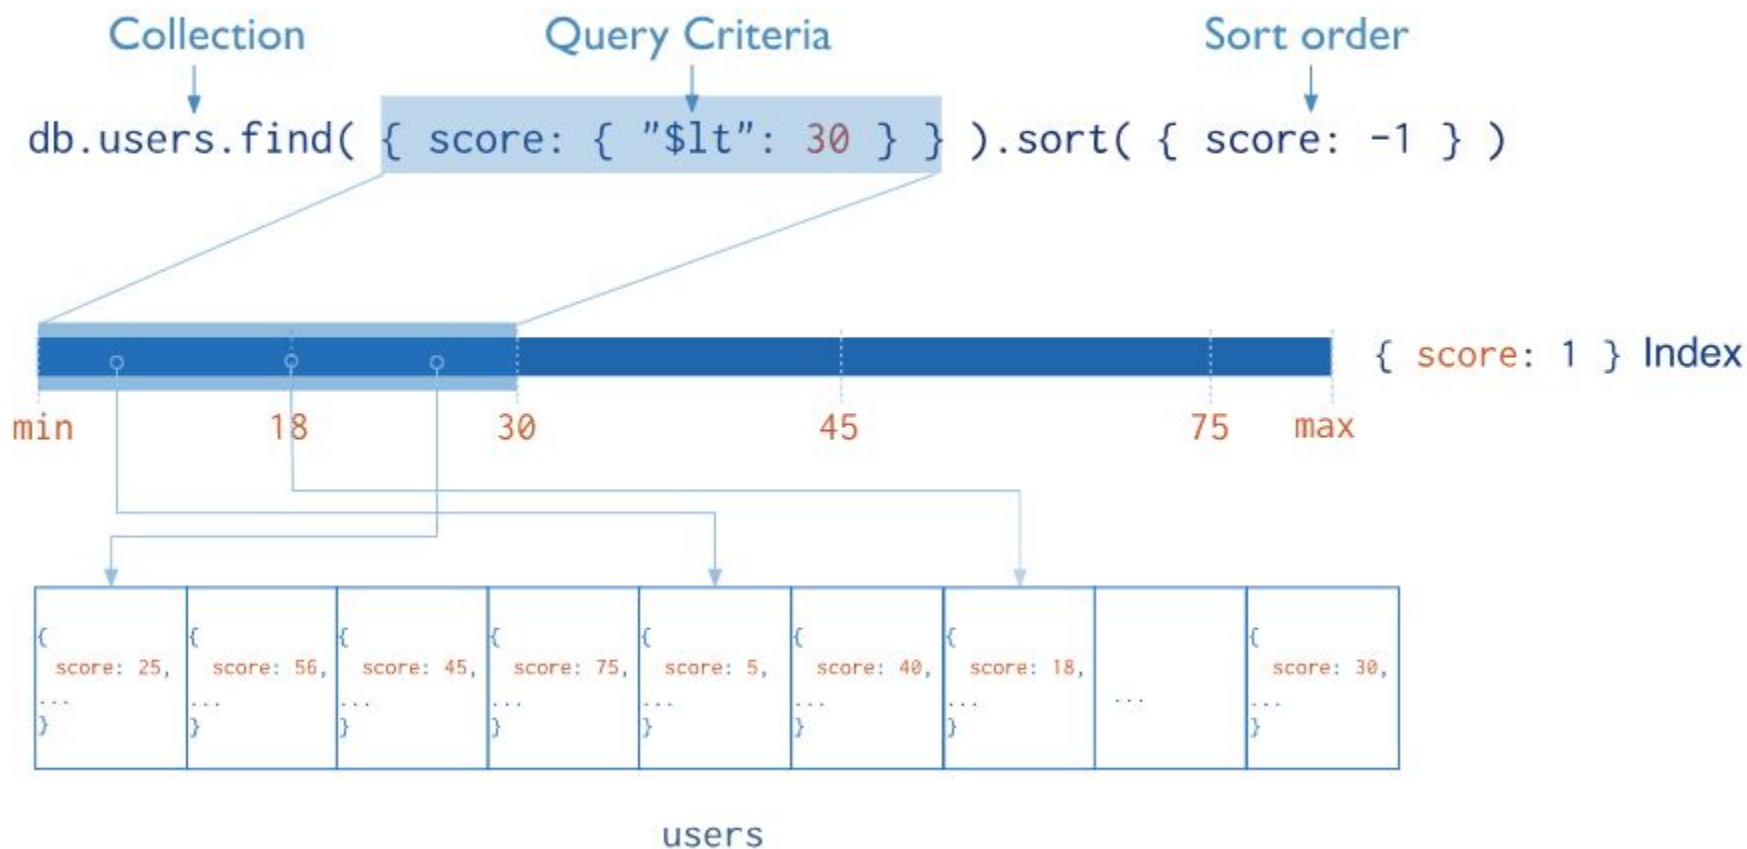 Collection Query Criteria Sort order
db.users.find( { score: { "$lt": 30 } } ).sort( { score: -1 } )
{ score: 1 } Index
min 18 30 45 75 max
{ { { { { { { {
score: 25, score: 56, score: 45, score: 75, score: 5, score: 40, score: 18, score: 30,
... ... ... ... ... ... ... ... ...
} } } } } } } }
users